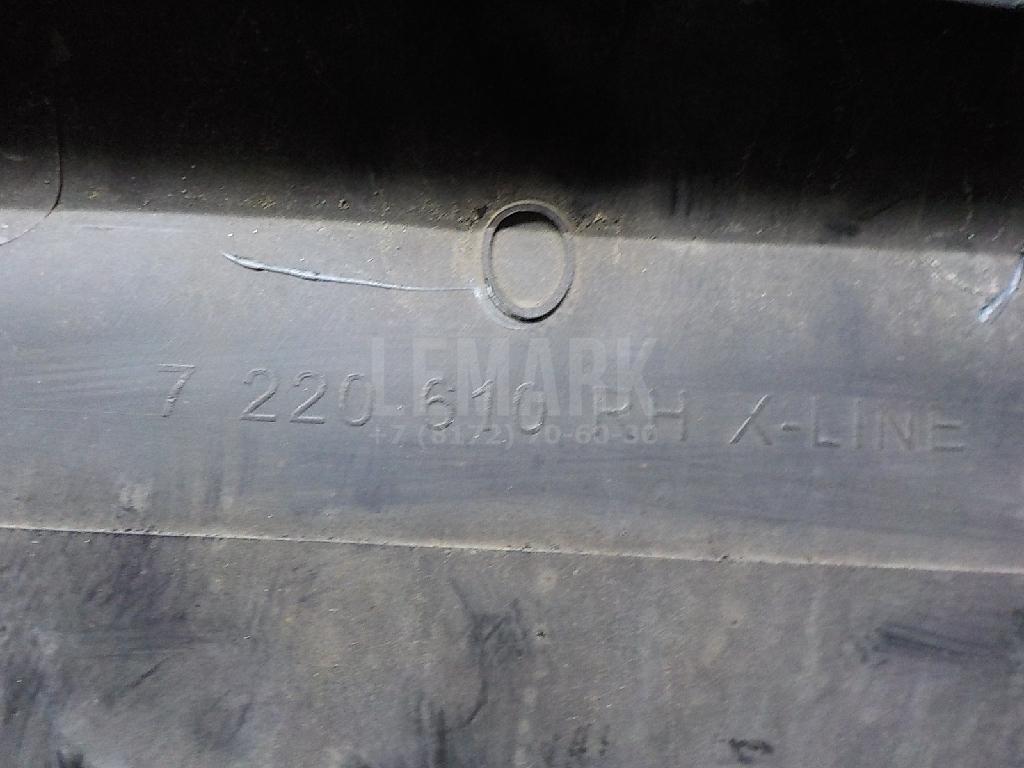 LEMARK
7 220 610 RH X-LINE
+7 (8172) 70-60-30